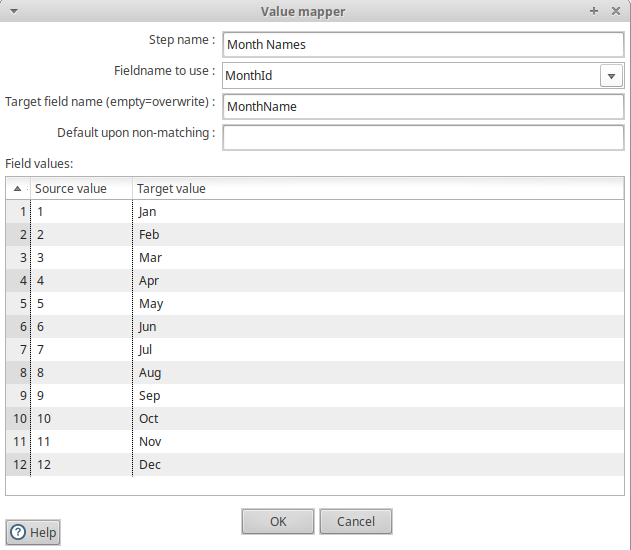 Value mapper
Step name : Month Names
Fieldname to use : MonthId
Target field name (empty=overwrite) : MonthName
Default upon non-matching :
Field values:
Source value Target value
1 1 Jan
2 2 Feb
3 3 Mar
4 4 Apr
5 5 May
6 6 Jun
7 7 Jul
8 8 Aug
9 9 Sep
10 10 Oct
11 11 Nov
12 12 Dec
OK Cancel
Help